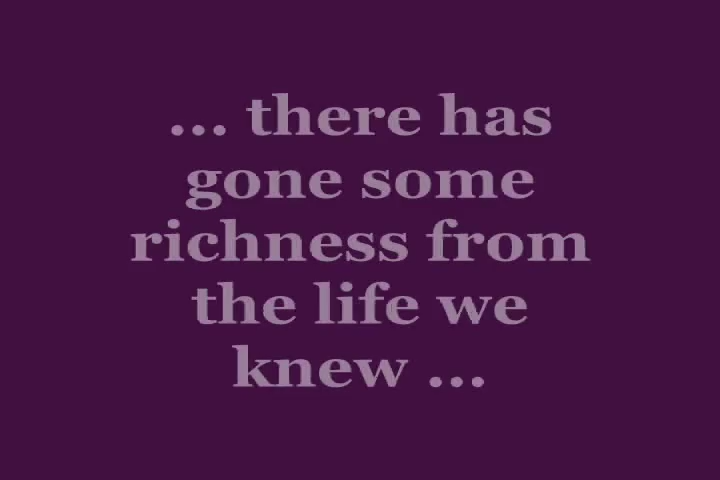 ... there has
gone some
richness from
the life we
knew ...